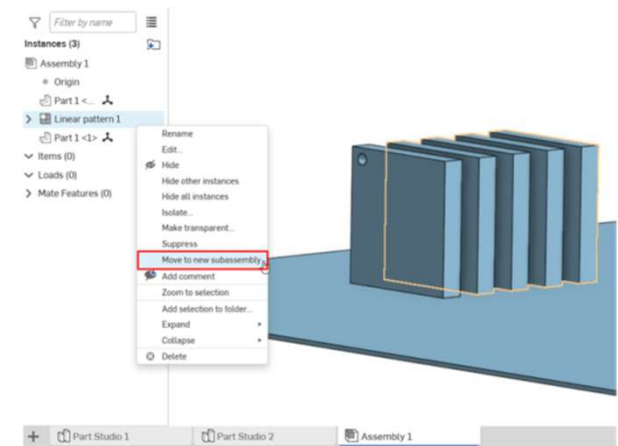 Filter by name
Instances (3)
Assembly 1
Origin
Part 1 <...
Linear pattern 1
Part 1 <1>
Items (0)
Loads (0)
Mate Features (0)
Rename
Edit...
Hide
Hide other instances
Hide all instances
Isolate...
Make transparent...
Suppress
Move to new subassembly
Add comment
Zoom to selection
Add selection to folder...
Expand
Collapse
Delete
Part Studio 1
Part Studio 2
Assembly 1